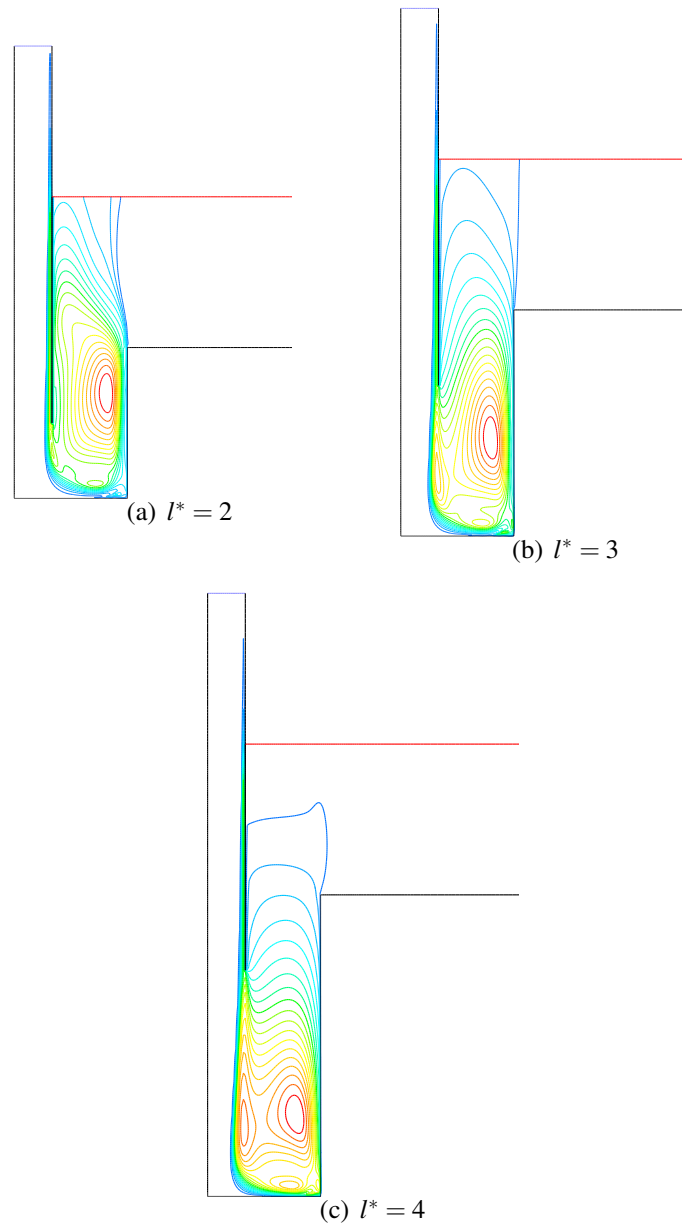 (a) l* = 2
(b) l* = 3
(c) l* = 4